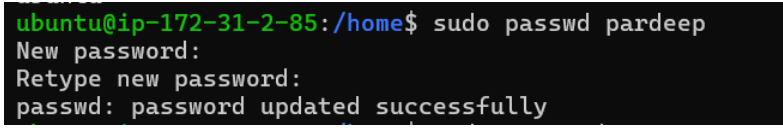 ubuntu@ip-172-31-2-85:/home$ sudo passwd pardeep
New password:
Retype new password:
passwd: password updated successfully